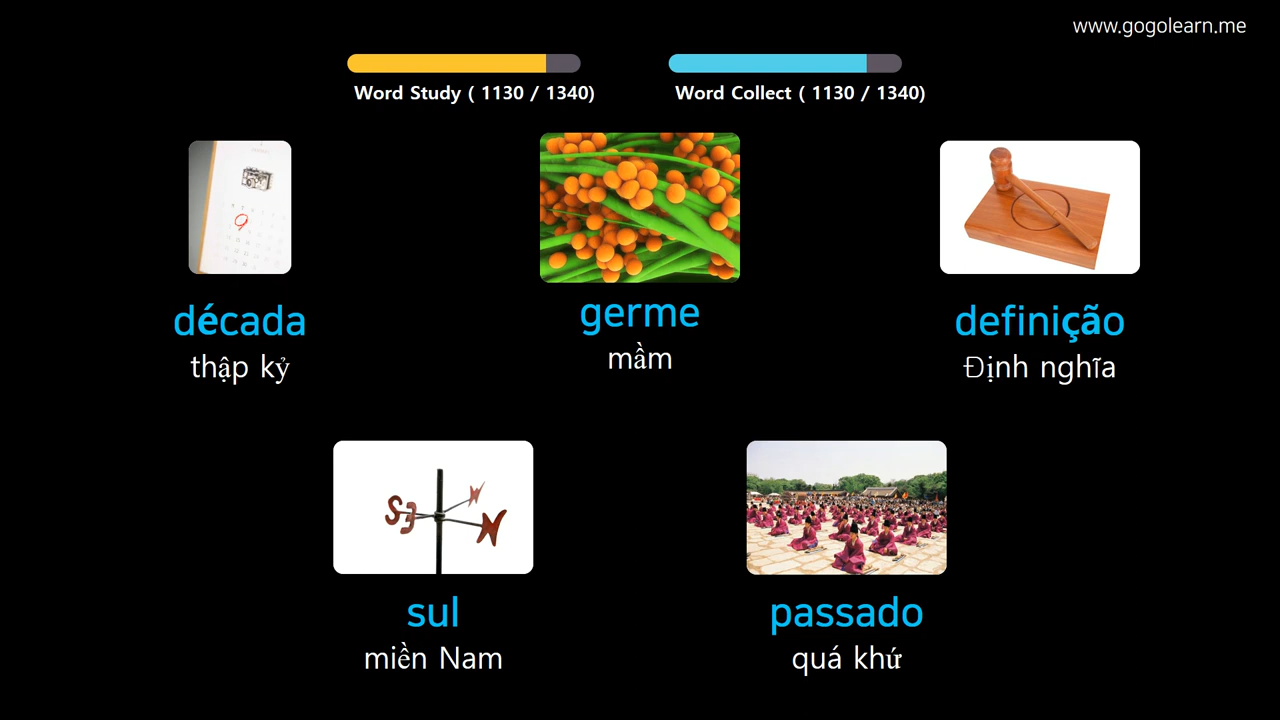 www.gogolearn.me
Word Study ( 1130 / 1340)
Word Collect ( 1130 / 1340)
década
thập kỷ
germe
mầm
definição
Định nghĩa
sul
miền Nam
passado
quá khứ